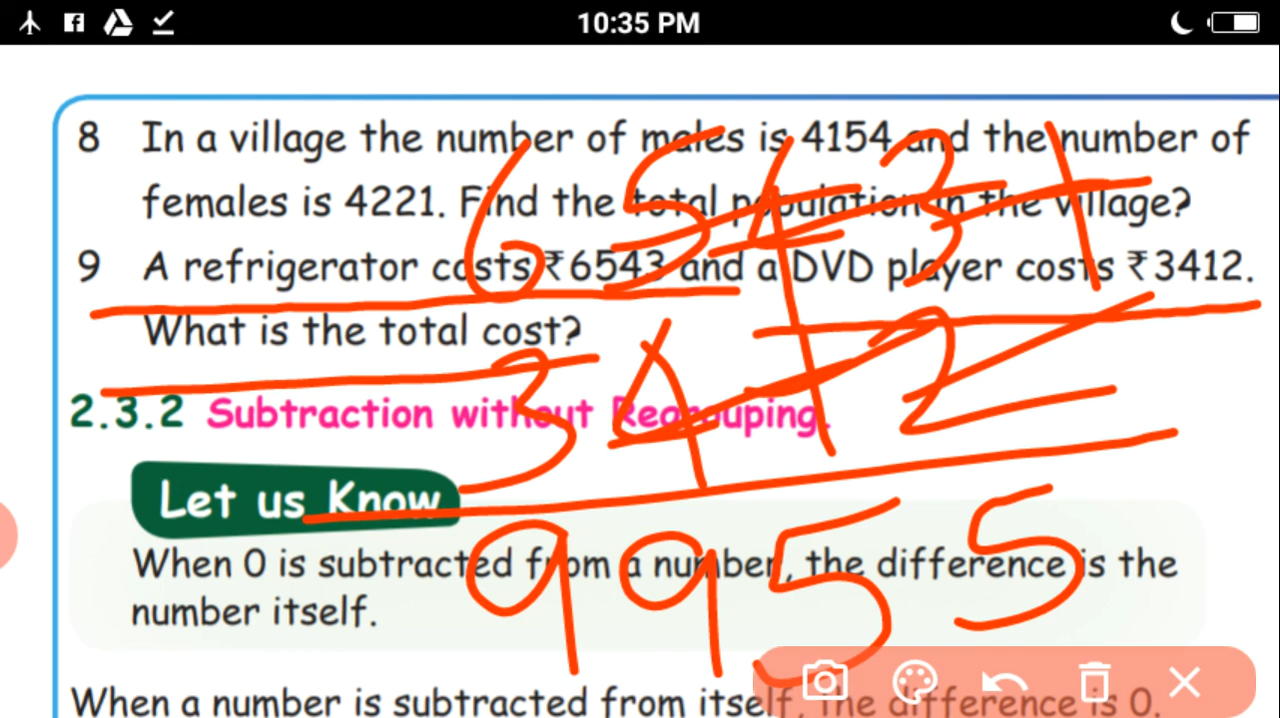 10:35 PM
8 In a village the number of males is 4154 and the number of
females is 4221. Find the total population in the village?
9 A refrigerator costs ₹6543 and a DVD player costs ₹3412.
What is the total cost?
2.3.2 Subtraction without Regrouping.
Let us Know
When 0 is subtracted from a number, the difference is the
number itself.
When a number is subtracted from itself, the difference is 0.
3412
9955